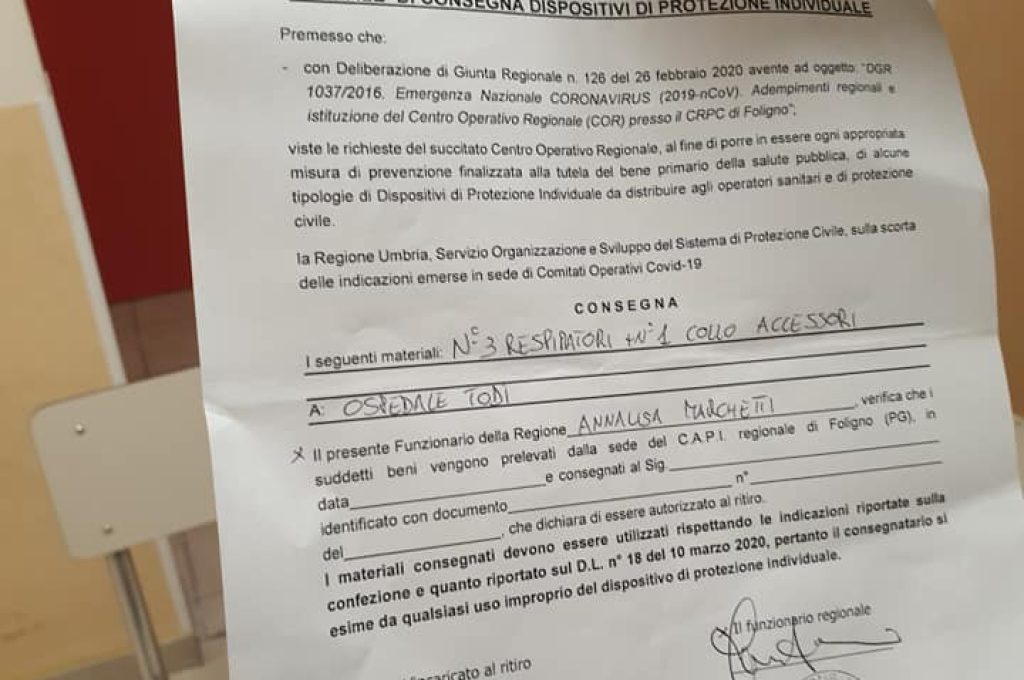 DI CONSEGNA DISPOSITIVI DI PROTEZIONE INDIVIDUALE
Premesso che:
- con Deliberazione di Giunta Regionale n. 126 del 26 febbraio 2020 avente ad oggetto: "DGR
1037/2016. Emergenza Nazionale CORONAVIRUS (2019-nCoV). Adempimenti regionali e
istituzione del Centro Operativo Regionale (COR) presso il CRPC di Foligno";
viste le richieste del succitato Centro Operativo Regionale, al fine di porre in essere ogni appropriata
misura di prevenzione finalizzata alla tutela del bene primario della salute pubblica, di alcune
tipologie di Dispositivi di Protezione Individuale da distribuire agli operatori sanitari e di protezione
civile.
la Regione Umbria, Servizio Organizzazione e Sviluppo del Sistema di Protezione Civile, sulla scorta
delle indicazioni emerse in sede di Comitati Operativi Covid-19
CONSEGNA
I seguenti materiali: N° 3 RESPIRATORI + N° 1 COLLO ACCESSORI
A: OSPEDALE TODI
Il presente Funzionario della Regione ANNALISA MARCHETTI, verifica che i
suddetti beni vengono prelevati dalla sede del C.A.P.I. regionale di Foligno (PG), in
data e consegnati al Sig.
identificato con documento n°
del , che dichiara di essere autorizzato al ritiro.
I materiali consegnati devono essere utilizzati rispettando le indicazioni riportate sulla
confezione e quanto riportato sul D.L. n° 18 del 10 marzo 2020, pertanto il consegnatario si
esime da qualsiasi uso improprio del dispositivo di protezione individuale.
Il funzionario regionale
al ritiro